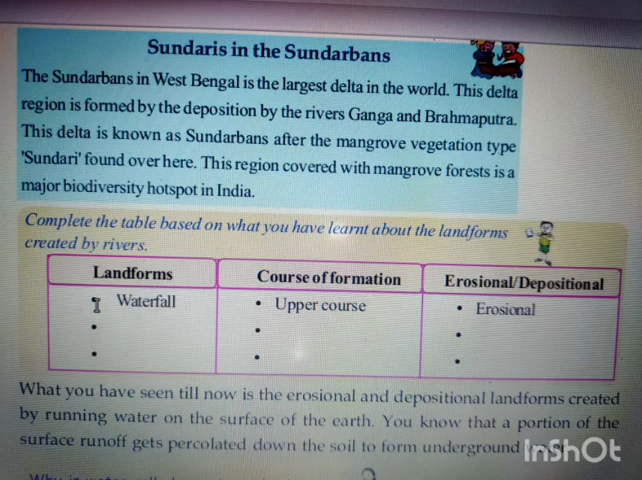 Sundaris in the Sundarbans
The Sundarbans in West Bengal is the largest delta in the world. This delta
region is formed by the deposition by the rivers Ganga and Brahmaputra.
This delta is known as Sundarbans after the mangrove vegetation type
'Sundari' found over here. This region covered with mangrove forests is a
major biodiversity hotspot in India.
Complete the table based on what you have learnt about the landforms
created by rivers.
Landforms Course of formation Erosional/Depositional
Waterfall • Upper course • Erosional
• • •
• • •
What you have seen till now is the erosional and depositional landforms created
by running water on the surface of the earth. You know that a portion of the
surface runoff gets percolated down the soil to form underground
InShOt